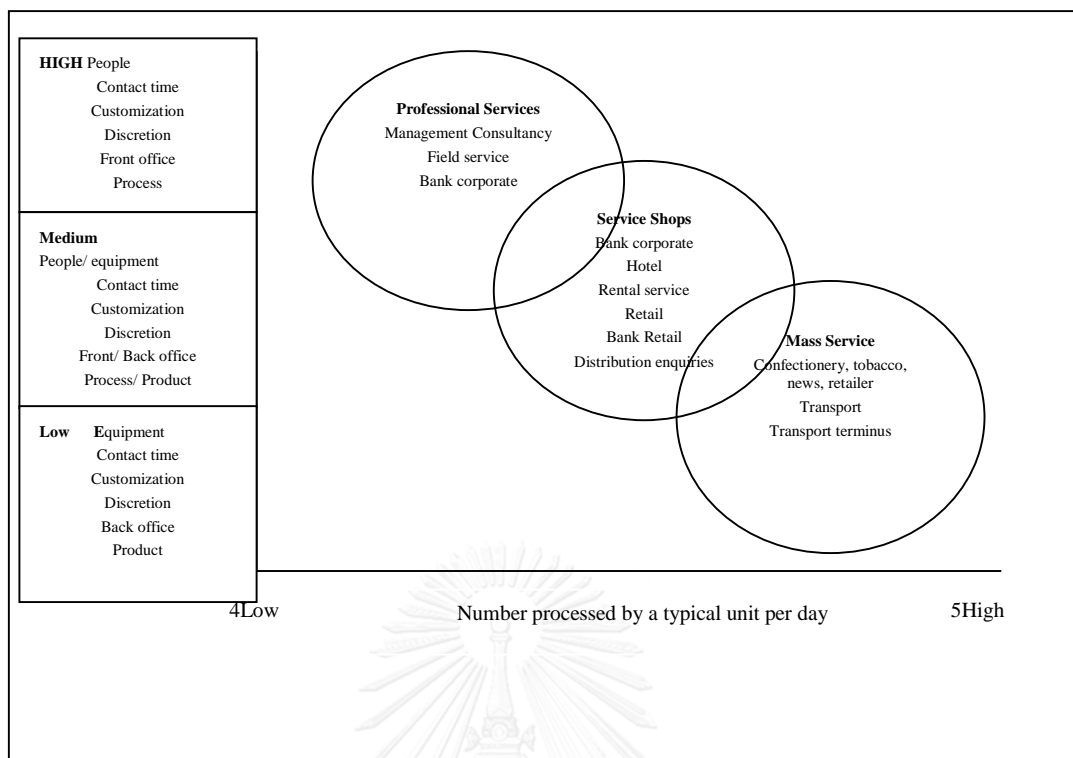 HIGH People
Contact time
Customization
Discretion
Front office
Process
Medium
People/ equipment
Contact time
Customization
Discretion
Front/ Back office
Process/ Product
Low Equipment
Contact time
Customization
Discretion
Back office
Product
Professional Services
Management Consultancy
Field service
Bank corporate
Service Shops
Bank corporate
Hotel
Rental service
Retail
Bank Retail
Distribution enquiries
Mass Service
Confectionery, tobacco,
news, retailer
Transport
Transport terminus
4Low
Number processed by a typical unit per day
5High